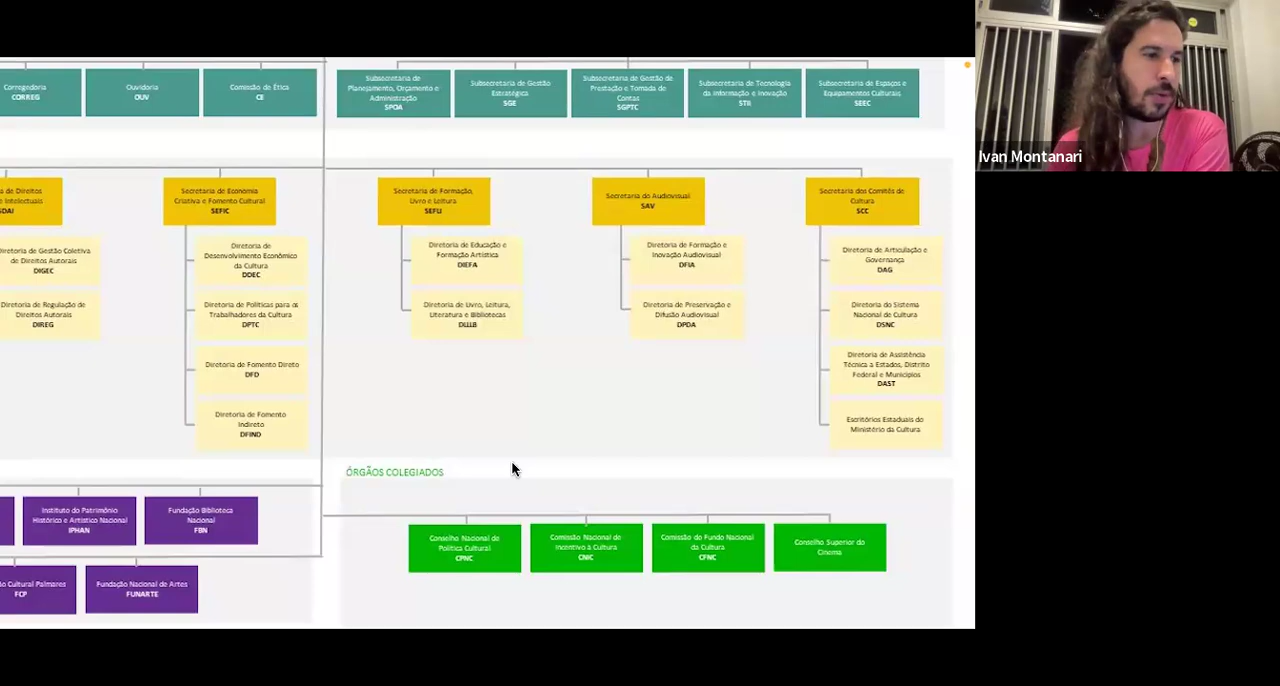 Corregedoria
CORREG
Ouvidoria
OUV
Comissão de Ética
CE
Subsecretaria de
Planejamento, Orçamento e
Administração
SPOA
Subsecretaria de Gestão
Estratégica
SGE
Subsecretaria de Gestão de
Prestação e Tomada de
Contas
SGPTC
Subsecretaria de Tecnologia
da Informação e Inovação
STII
Subsecretaria de Espaços e
Equipamentos Culturais
SEEC
a de Direitos
e Intelectuais
SDAI
Secretaria de Economia
Criativa e Fomento Cultural
SEFIC
Secretaria de Formação,
Livro e Leitura
SEFLI
Secretaria do Audiovisual
SAV
Secretaria dos Comitês de
Cultura
SCC
Diretoria de Gestão Coletiva
de Direitos Autorais
DIGEC
Diretoria de Regulação de
Direitos Autorais
DIREG
Diretoria de
Desenvolvimento Econômico
da Cultura
DDEC
Diretoria de Políticas para os
Trabalhadores da Cultura
DPTC
Diretoria de Fomento Direto
DFD
Diretoria de Fomento
Indireto
DFIND
Diretoria de Educação e
Formação Artística
DIEFA
Diretoria de Livro, Leitura,
Literatura e Bibliotecas
DLLLB
Diretoria de Formação e
Inovação Audiovisual
DFIA
Diretoria de Preservação e
Difusão Audiovisual
DPDA
Diretoria de Articulação e
Governança
DAG
Diretoria do Sistema
Nacional de Cultura
DSNC
Diretoria de Assistência
Técnica a Estados, Distrito
Federal e Municípios
DAST
Escritórios Estaduais do
Ministério da Cultura
Instituto do Patrimônio
Histórico e Artístico Nacional
IPHAN
Fundação Biblioteca
Nacional
FBN
ão Cultural Palmares
FCP
Fundação Nacional de Artes
FUNARTE
ÓRGÃOS COLEGIADOS
Conselho Nacional de
Política Cultural
CPNC
Comissão Nacional de
Incentivo à Cultura
CNIC
Comissão do Fundo Nacional
da Cultura
CFNC
Conselho Superior do
Cinema
Ivan Montanari